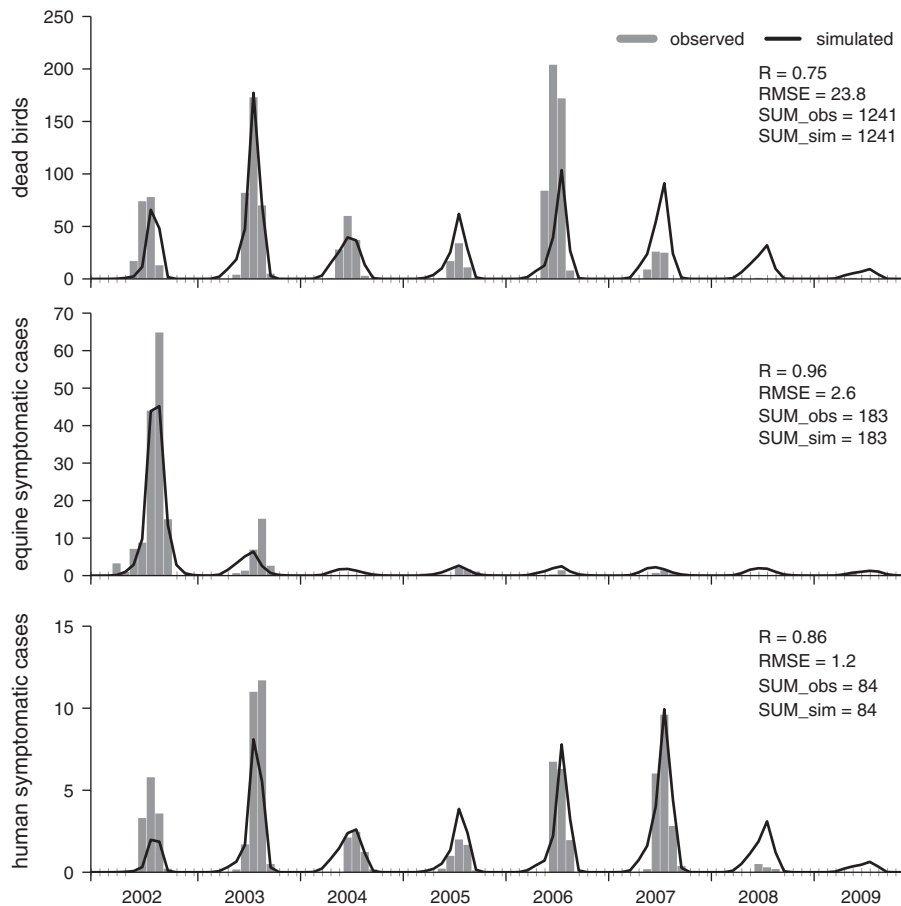 250
200
150
100
50
0
dead birds
observed
simulated
R = 0.75
RMSE = 23.8
SUM_obs = 1241
SUM_sim = 1241
70
60
50
40
30
20
10
0
equine symptomatic cases
R = 0.96
RMSE = 2.6
SUM_obs = 183
SUM_sim = 183
15
10
5
0
human symptomatic cases
R = 0.86
RMSE = 1.2
SUM_obs = 84
SUM_sim = 84
2002 2003 2004 2005 2006 2007 2008 2009